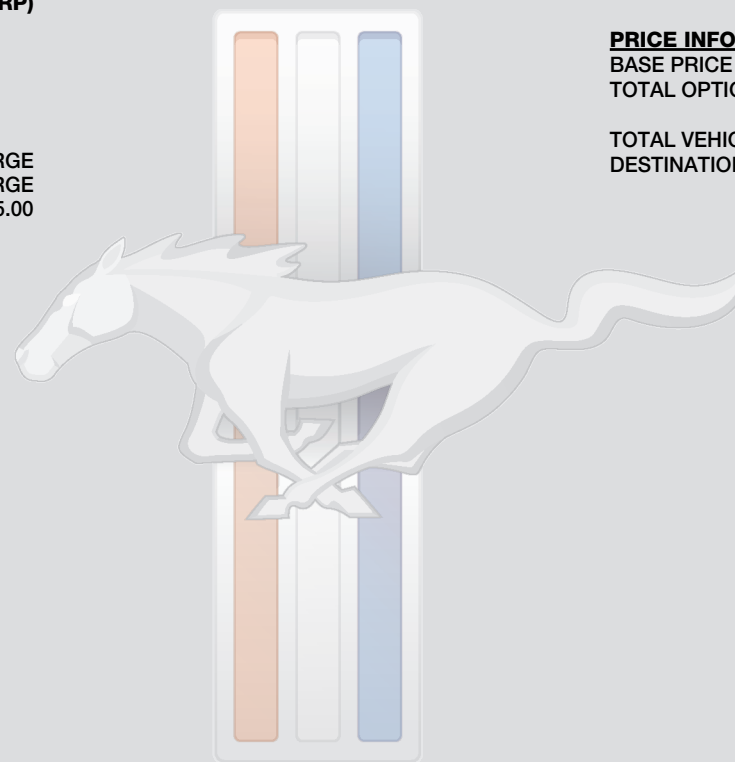 RP)
RGE
RGE
5.00
PRICE INFO
BASE PRICE
TOTAL OPTIO
TOTAL VEHIC
DESTINATION